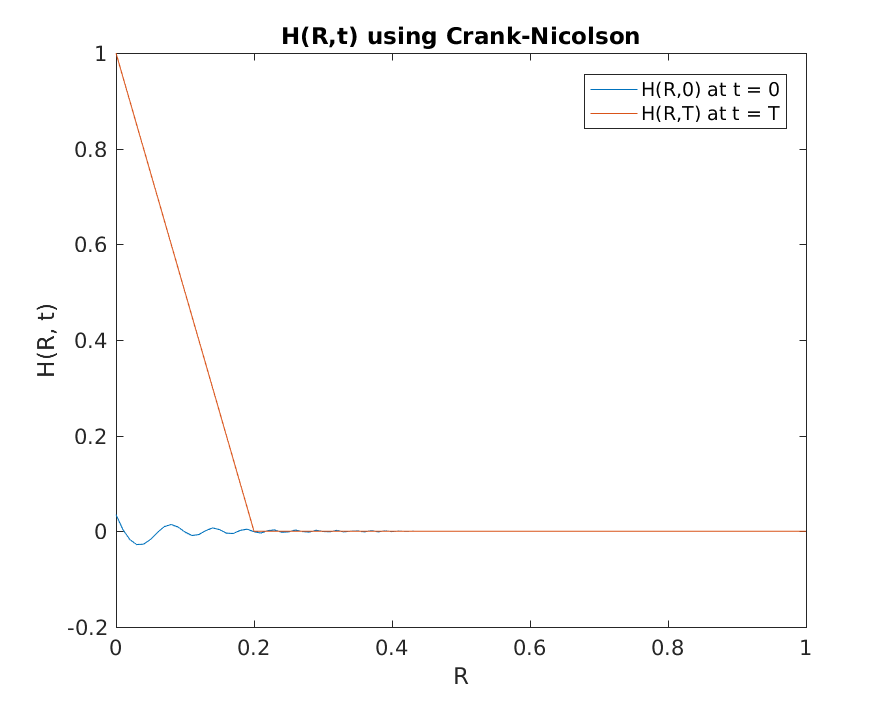 H(R,t) using Crank-Nicolson
H(R,0) at t = 0
H(R,T) at t = T
1
0.8
0.6
0.4
0.2
0
-0.2
H(R, t)
0
0.2
0.4
0.6
0.8
1
R